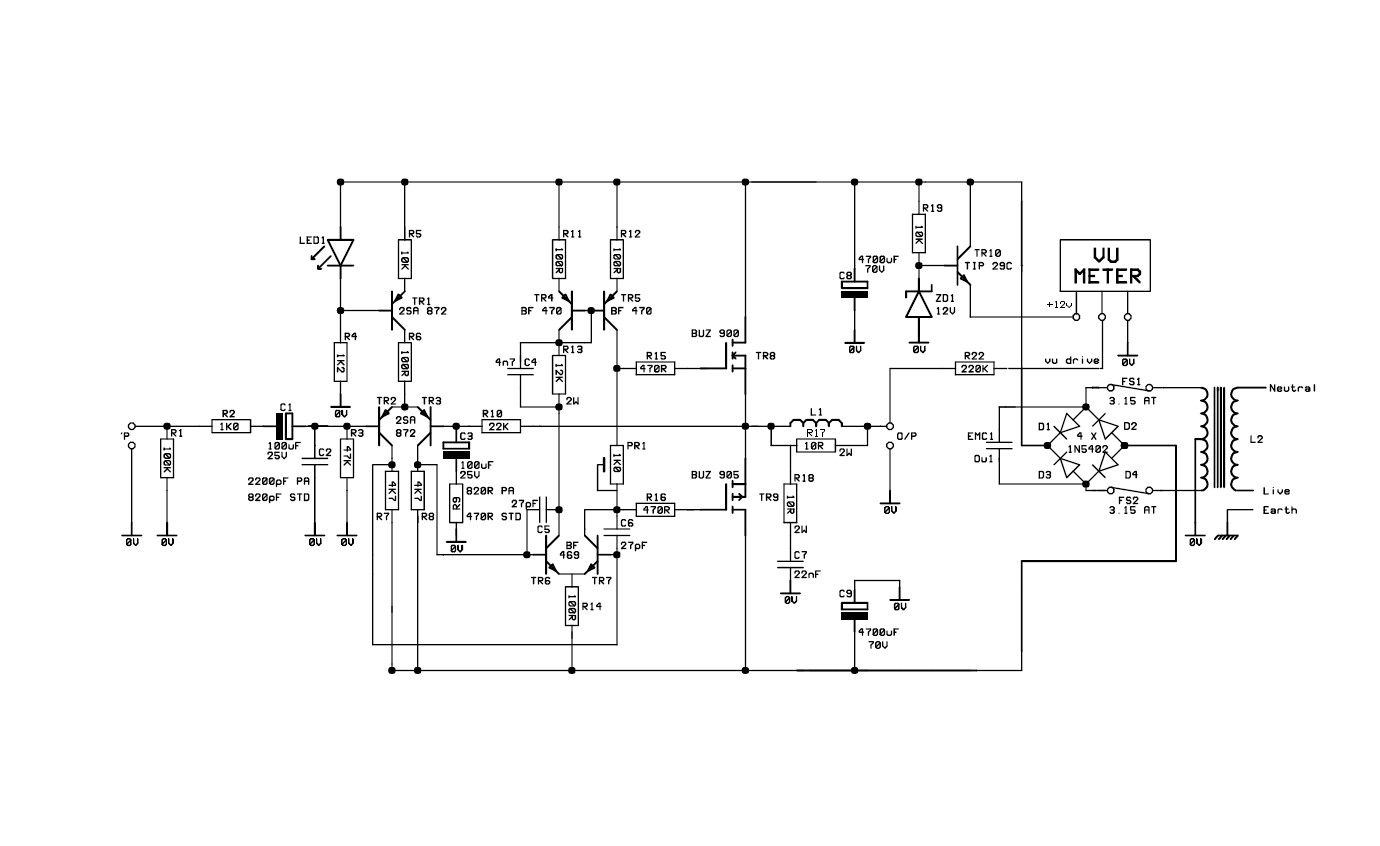 LED1
R5
10K
TR1
2SA 872
R4
1K2
0V
R6
100R
R11
100R
R12
100R
TR4
BF 470
TR5
BF 470
4n7
C4
R13
12K
2W
BUZ 900
TR8
R15
470R
C8
4700uF
70V
0V
R19
10K
ZD1
12V
0V
TR10
TIP 29C
VU
METER
+12v
vu drive
0V
R22
220K
'P
R1
100K
0V
0V
R2
1K0
C1
100uF
25V
C2
2200pF PA
820pF STD
0V
R3
47K
0V
TR2
TR3
2SA
872
R10
22K
C3
100uF
25V
820R PA
R9
470R STD
0V
4K7
R7
4K7
R8
27pF
C5
PR1
1K0
C6
27pF
BF
469
TR6
TR7
R14
100R
R16
470R
BUZ 905
TR9
L1
R17
10R
2W
O/P
0V
R18
10R
2W
C7
22nF
0V
C9
4700uF
70V
0V
EMC1
0u1
D1
D2
4 X
1N5402
D3
D4
FS1
3.15 AT
FS2
3.15 AT
0V
L2
Neutral
Live
Earth